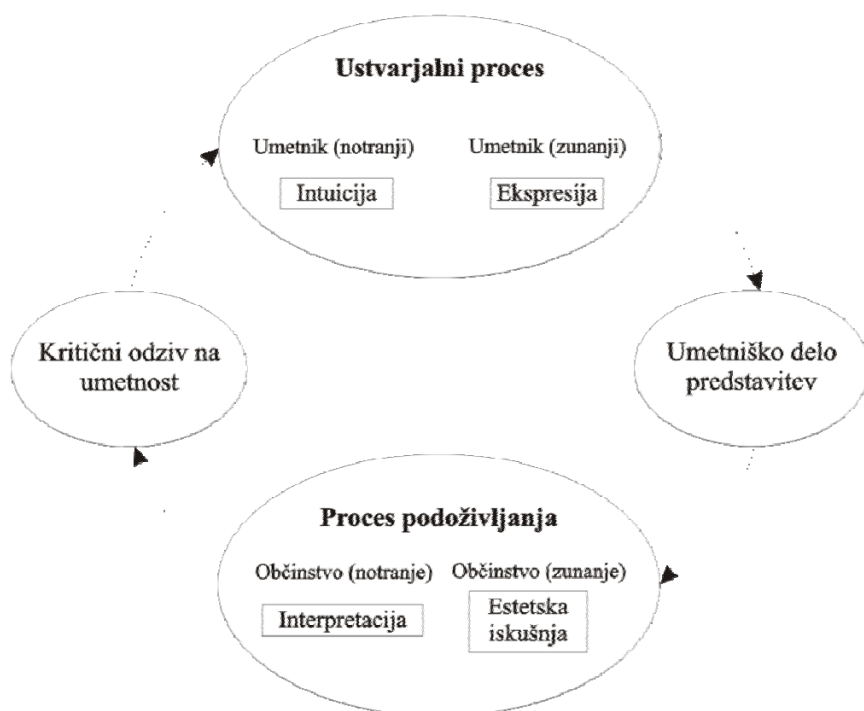 Ustvarjalni proces
Umetnik (notranji)
Umetnik (zunanji)
Intuicija
Ekspresija
Kritični odziv na
umetnost
Umetniško delo
predstavitev
Proces podoživljanja
Občinstvo (notranje)
Občinstvo (zunanje)
Interpretacija
Estetska
iskušnja